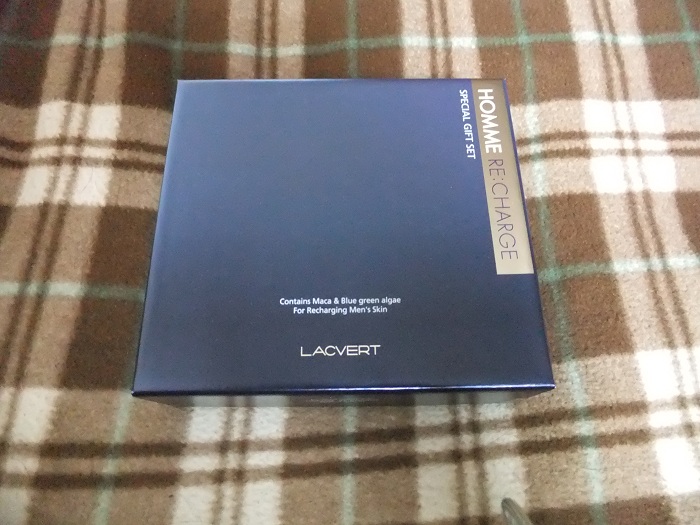 HOMME RE:CHARGE
SPECIAL GIFT SET
Contains Maca & Blue green algae
For Recharging Men's Skin
LACVERT